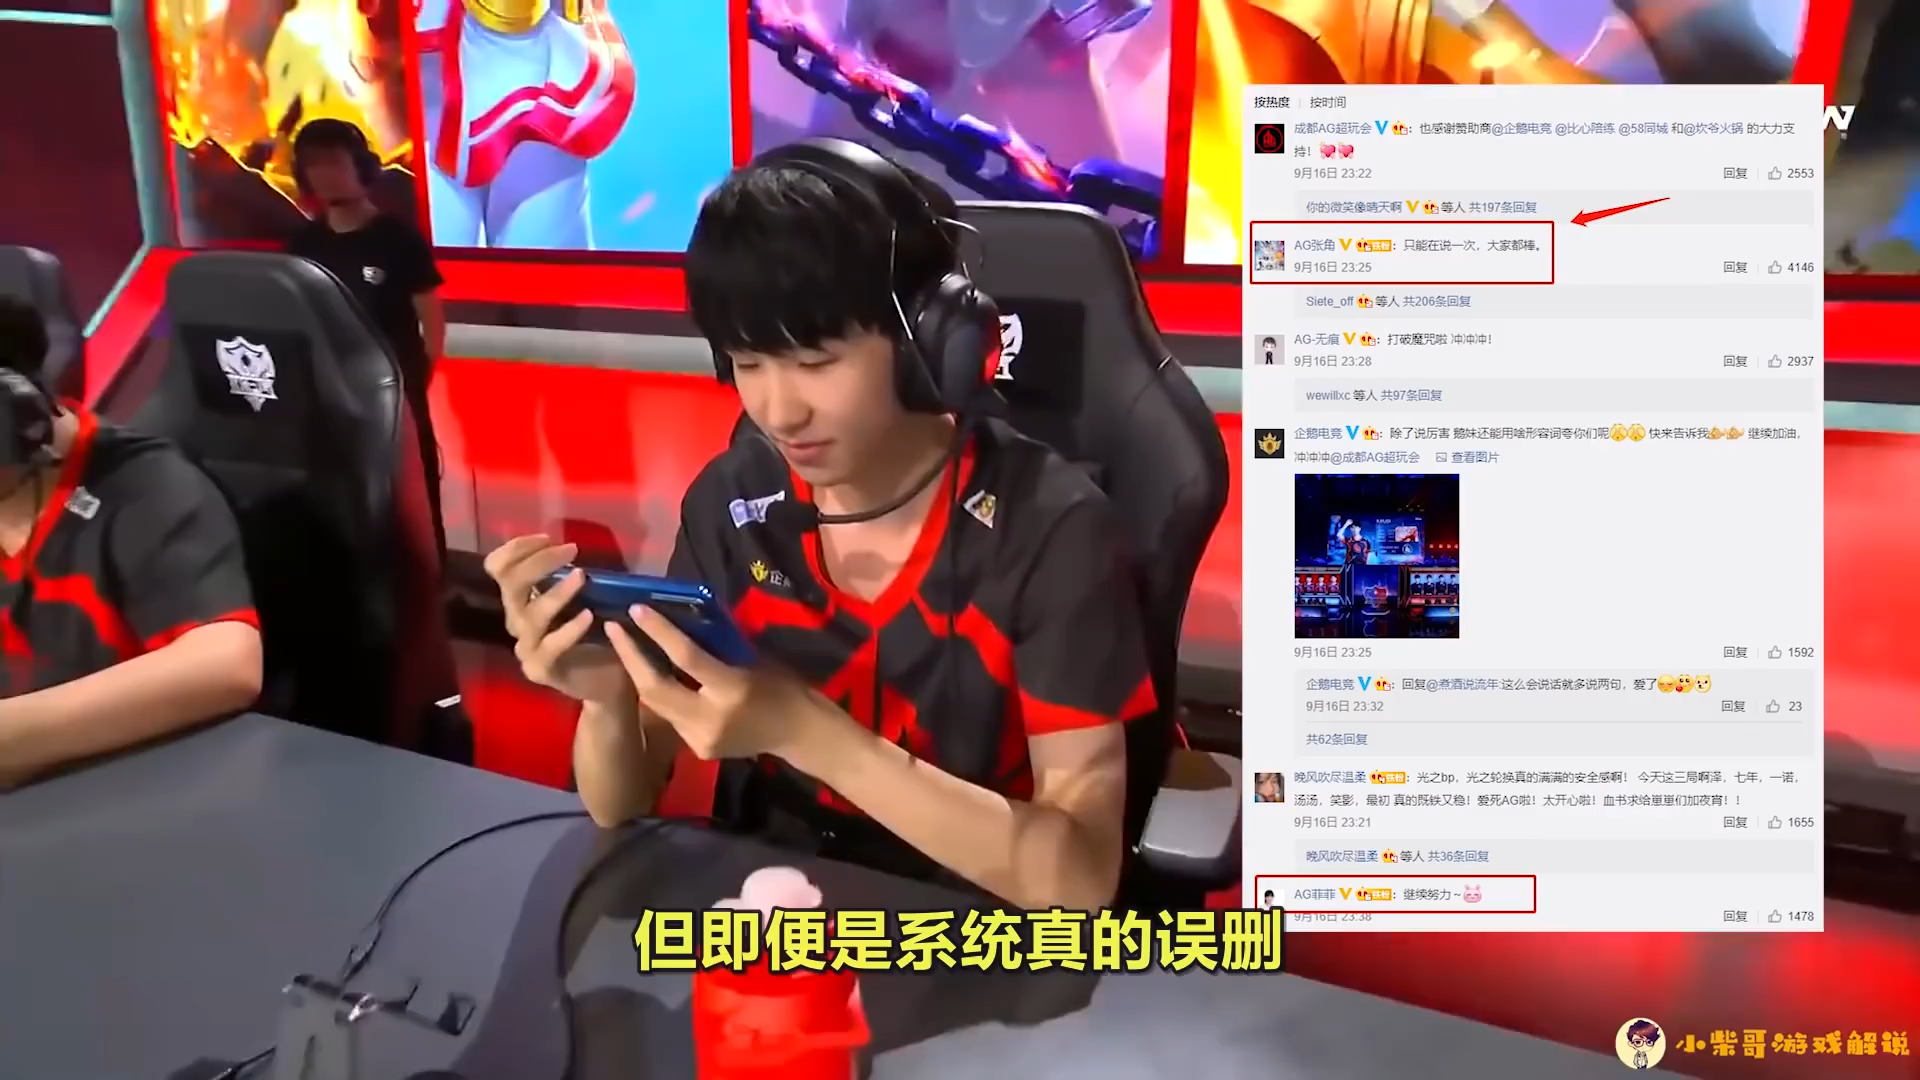 按热度 | 按时间
成都AG超玩会：也感谢赞助商@企鹅电竞 @比心陪练 @58同城 和@坎爷火锅 的大力支
持！
9月16日 23:22 回复 2553
你的微笑像晴天啊 等人 共197条回复
AG张角 铁粉：只能在说一次，大家都棒。
9月16日 23:25 回复 4146
Siete_off 等人 共206条回复
AG-无痕：打破魔咒啦 冲冲冲！
9月16日 23:28 回复 2937
wewillxc 等人 共97条回复
企鹅电竞：除了说厉害 鹅妹还能用啥形容词夸你们呢 快来告诉我 继续加油，
冲冲冲@成都AG超玩会 查看图片
9月16日 23:25 回复 1592
企鹅电竞：回复@煮酒说流年:这么会说话就多说两句，爱了
9月16日 23:32 回复 23
共62条回复
晚风吹尽温柔 铁粉：光之bp，光之轮换真的满满的安全感啊！ 今天这三局啊泽，七年，一诺，
汤汤，笑影，最初 真的既铁又稳！爱死AG啦！太开心啦！血书求给崽崽们加夜宵！！
9月16日 23:21 回复 1655
晚风吹尽温柔 等人 共36条回复
AG菲菲 铁粉：继续努力～
9月16日 23:38 回复 1478
但即便是系统真的误删
小柴哥游戏解说